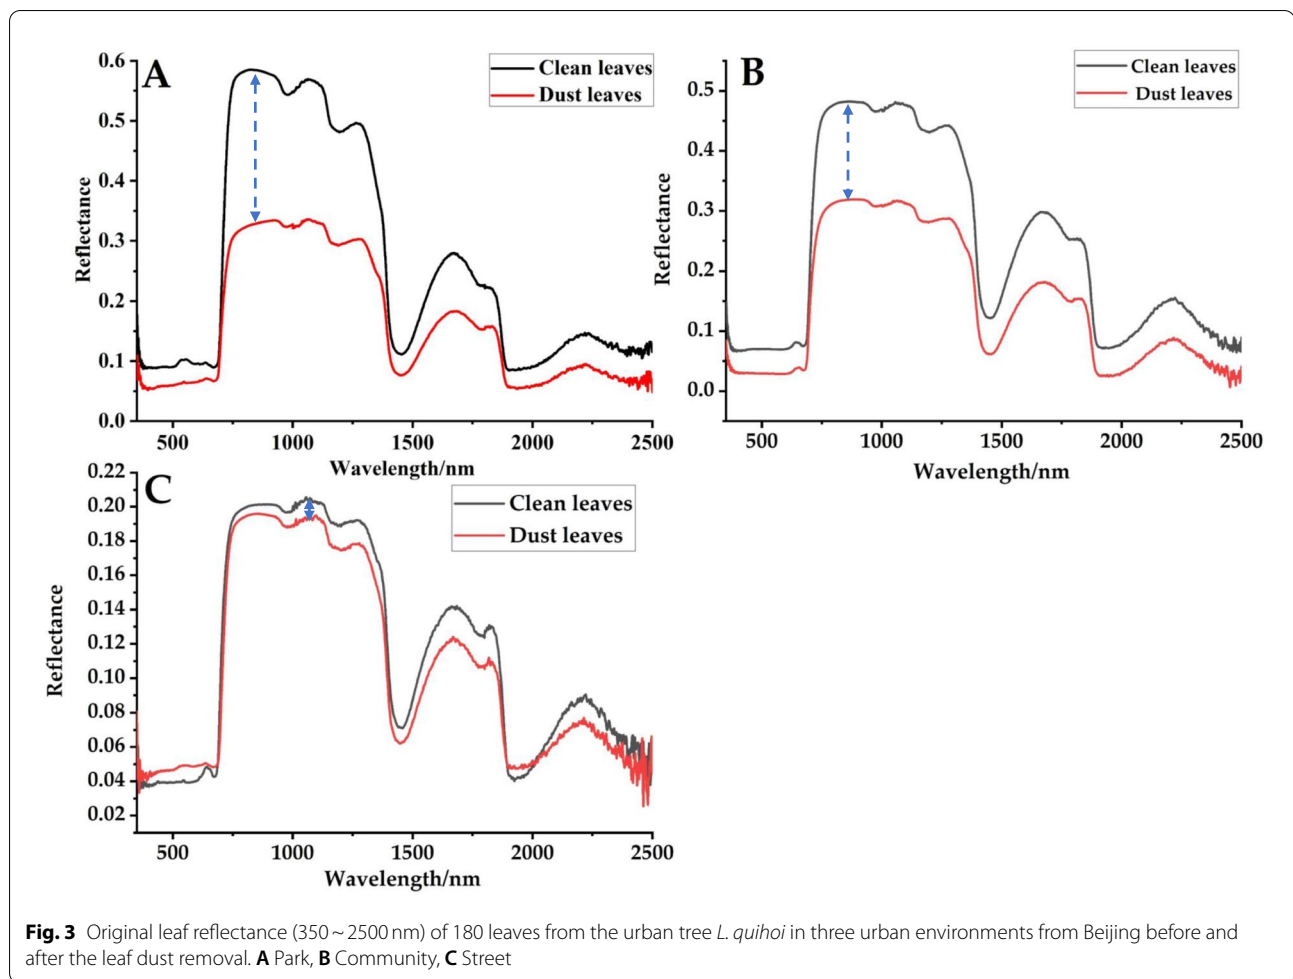 A
Clean leaves
Dust leaves
0.6
0.5
0.4
0.3
0.2
0.1
0.0
Reflectance
500 1000 1500 2000 2500
Wavelength/nm
B
Clean leaves
Dust leaves
0.5
0.4
0.3
0.2
0.1
0.0
Reflectance
500 1000 1500 2000 2500
Wavelength/nm
C
Clean leaves
Dust leaves
0.22
0.20
0.18
0.16
0.14
0.12
0.10
0.08
0.06
0.04
0.02
Reflectance
500 1000 1500 2000 2500
Wavelength/nm
Fig. 3 Original leaf reflectance (350 ~ 2500 nm) of 180 leaves from the urban tree L. quihoi in three urban environments from Beijing before and
after the leaf dust removal. A Park, B Community, C Street